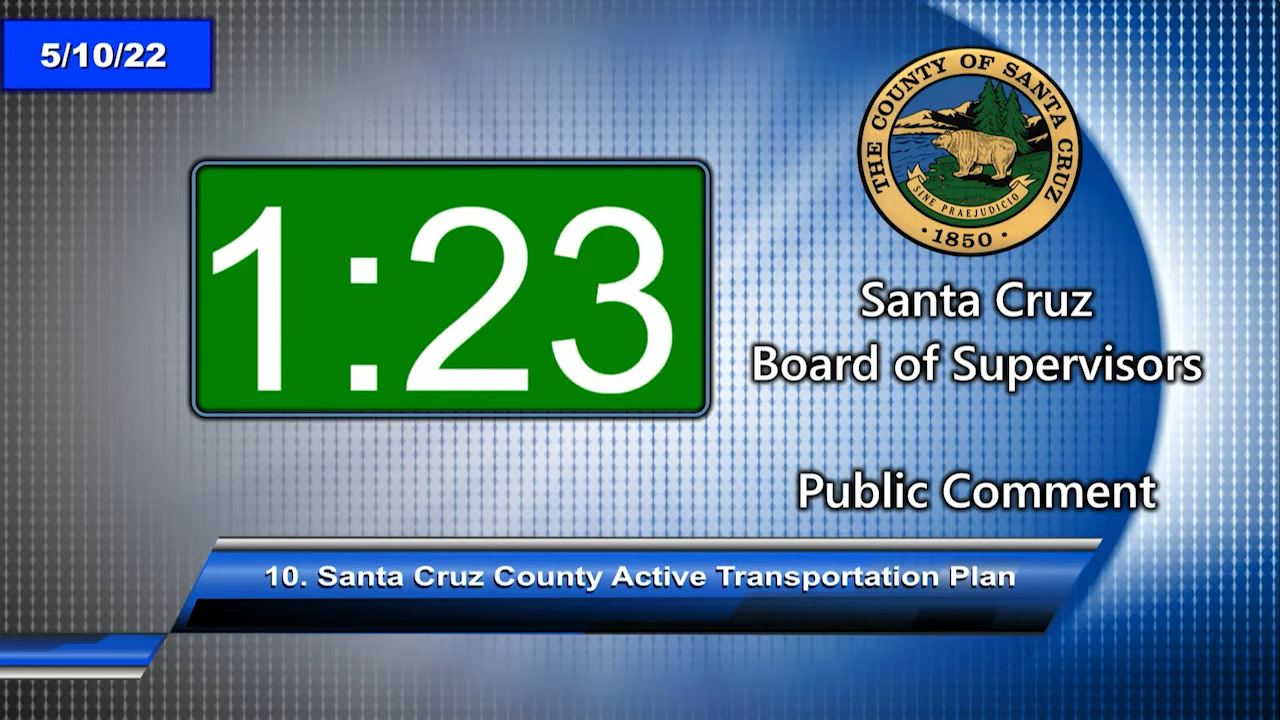 5/10/22
THE COUNTY OF SANTA CRUZ
SINE PRAEJUDICIO
• 1850 •
1:23
Santa Cruz
Board of Supervisors
Public Comment
10. Santa Cruz County Active Transportation Plan